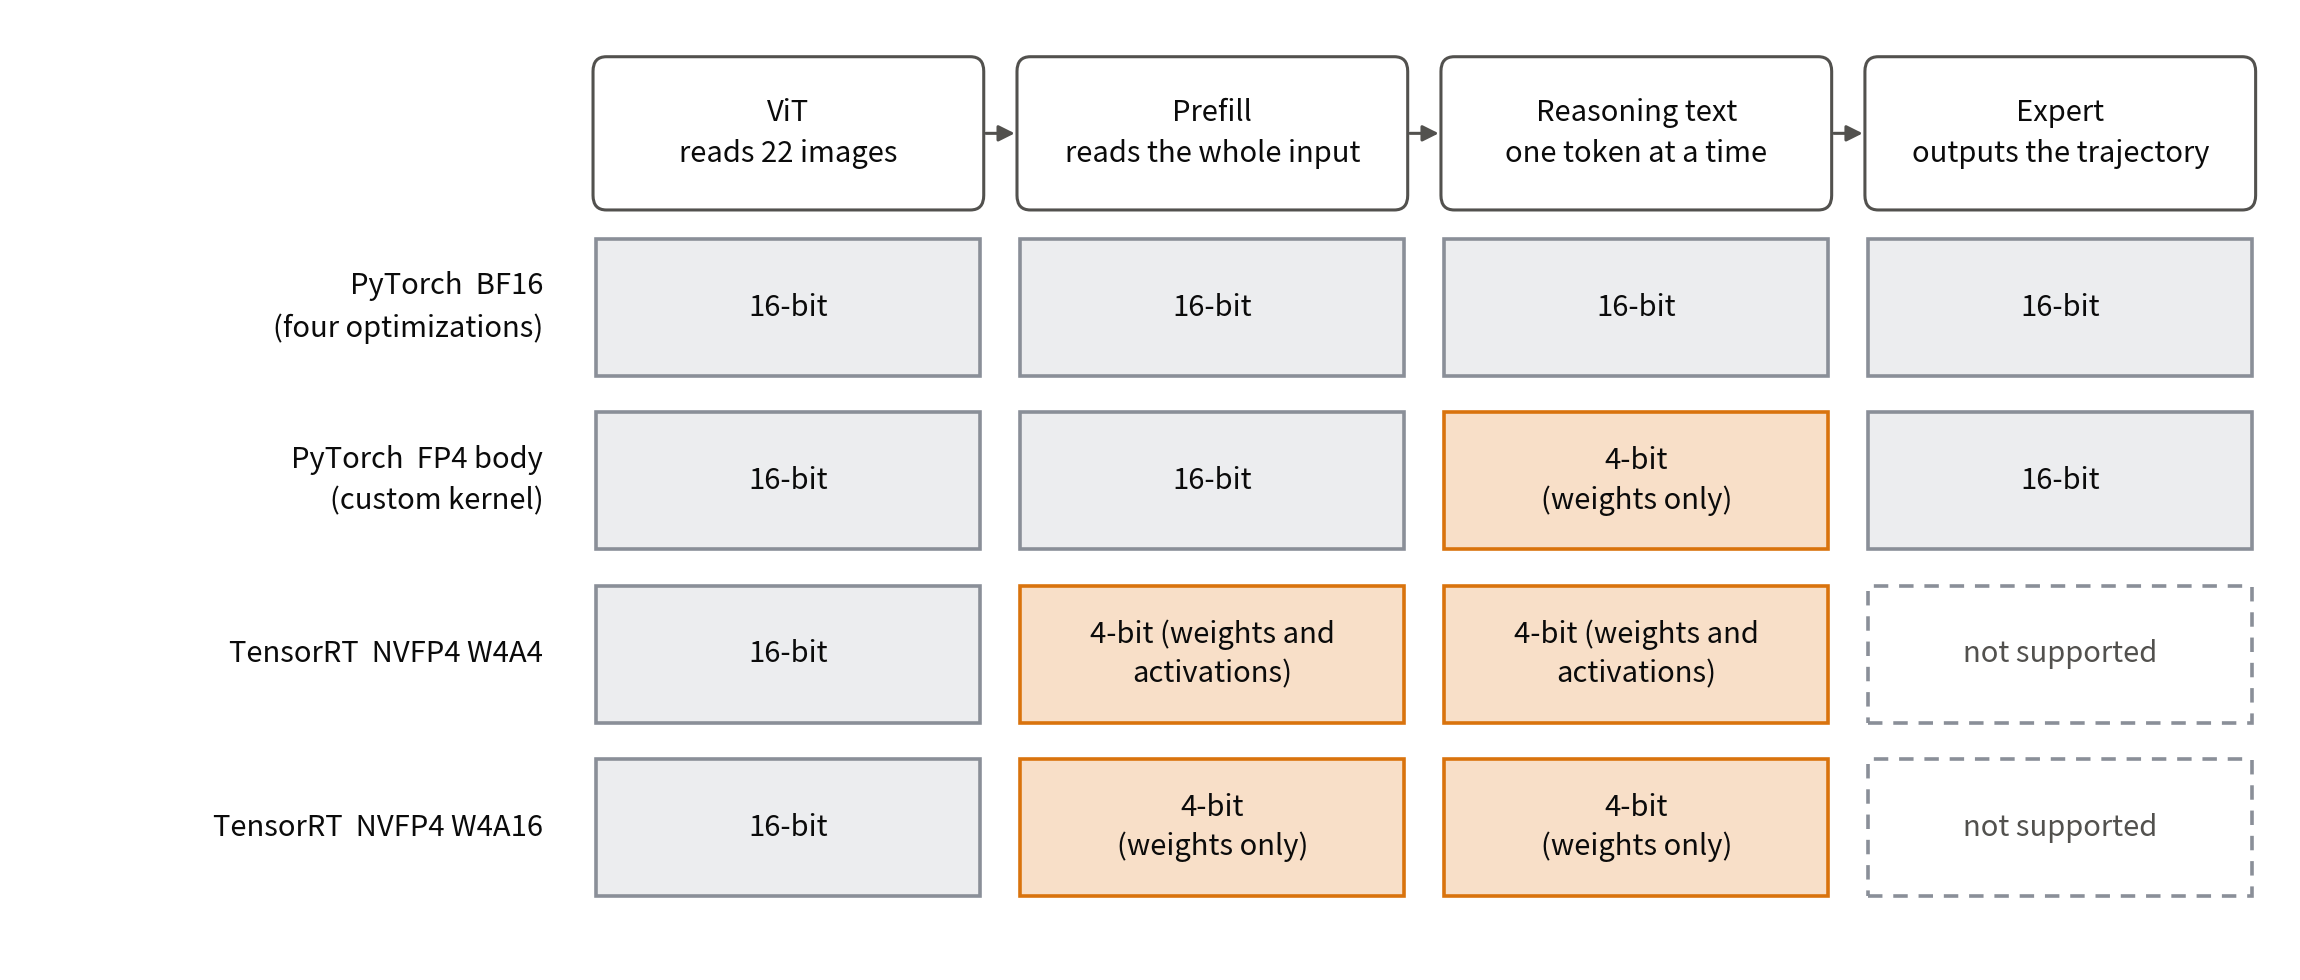 ViT
reads 22 images
Prefill
reads the whole input
Reasoning text
one token at a time
Expert
outputs the trajectory
PyTorch  BF16
(four optimizations)
16-bit
16-bit
16-bit
16-bit
PyTorch  FP4 body
(custom kernel)
16-bit
16-bit
4-bit
(weights only)
16-bit
TensorRT  NVFP4 W4A4
16-bit
4-bit (weights and
activations)
4-bit (weights and
activations)
not supported
TensorRT  NVFP4 W4A16
16-bit
4-bit
(weights only)
4-bit
(weights only)
not supported